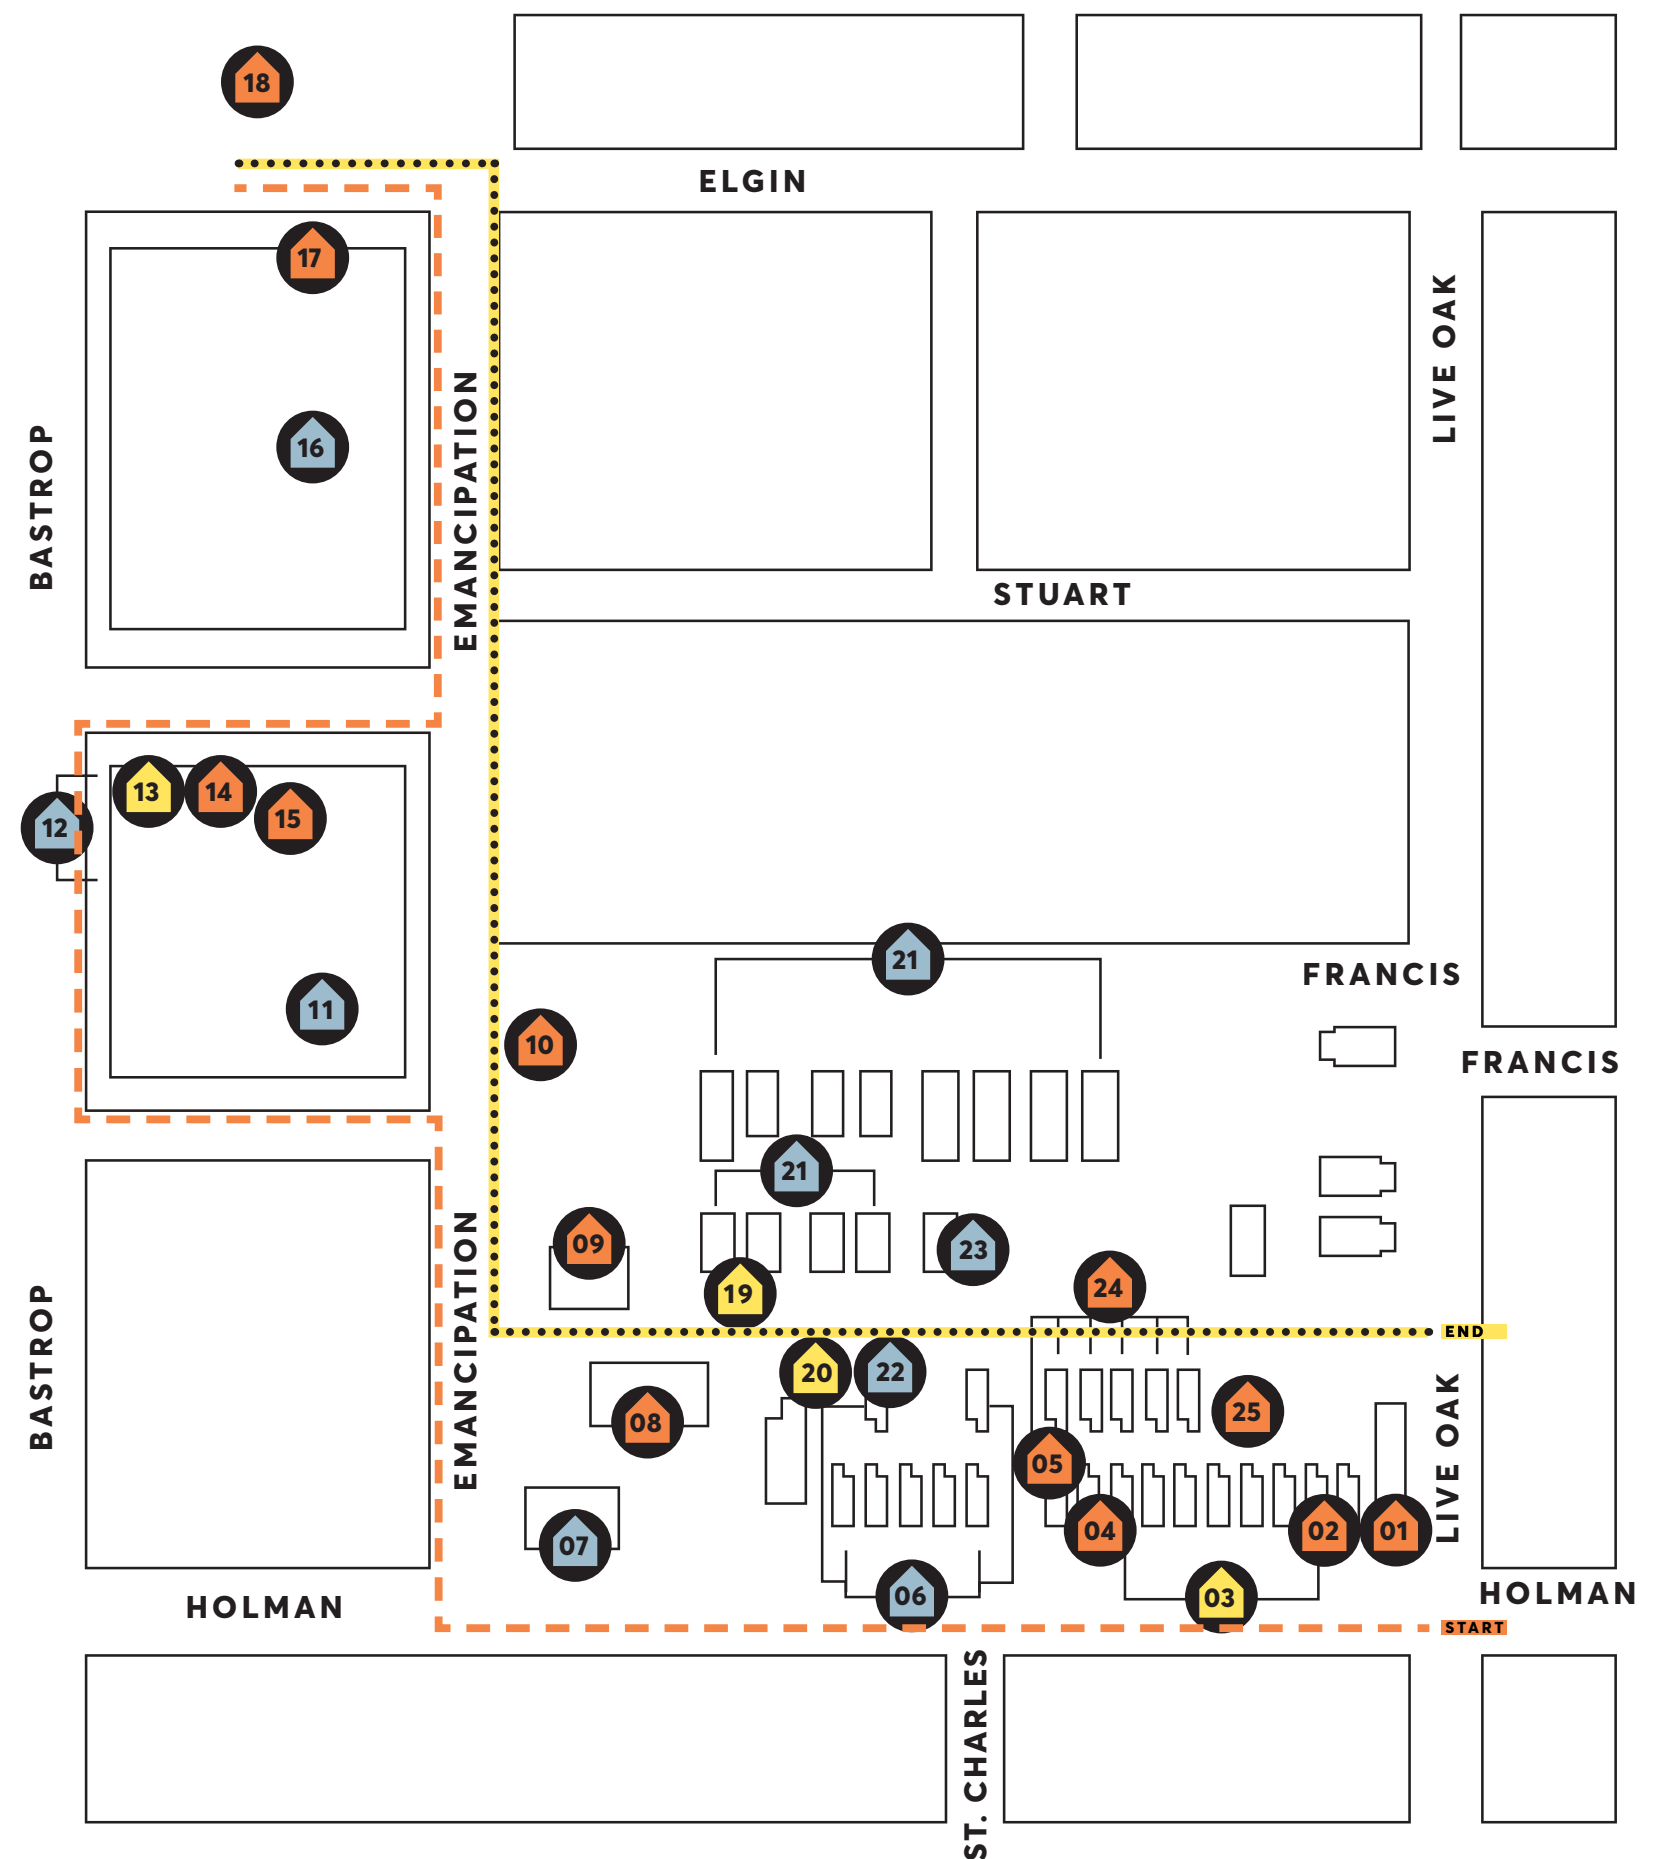 18
ELGIN
17
LIVE OAK
EMANCIPATION
BASTROP
16
STUART
13
14
15
12
21
FRANCIS
11
10
FRANCIS
21
09
23
19
24
EMANCIPATION
END
BASTROP
20
22
08
25
LIVE OAK
05
07
04
02
01
06
03
HOLMAN
HOLMAN
START
ST. CHARLES